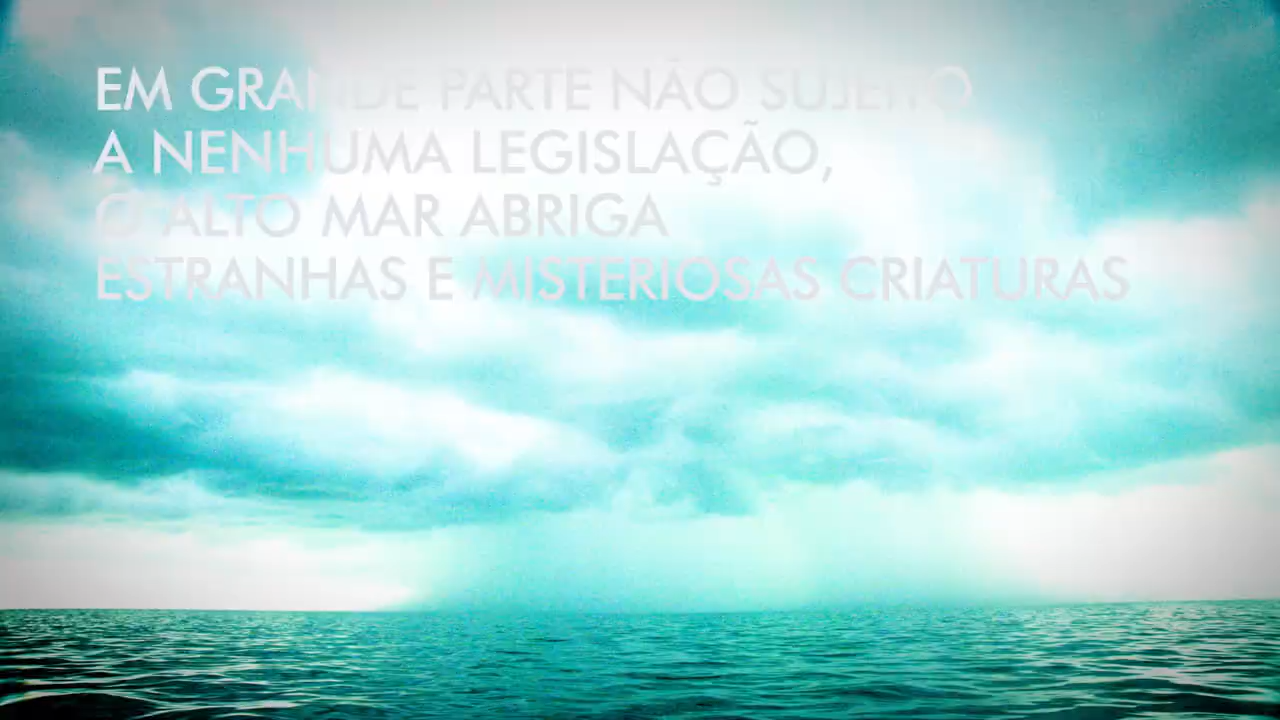 EM GRANDE PARTE NÃO SUJEITO
A NENHUMA LEGISLAÇÃO,
O ALTO MAR ABRIGA
ESTRANHAS E MISTERIOSAS CRIATURAS